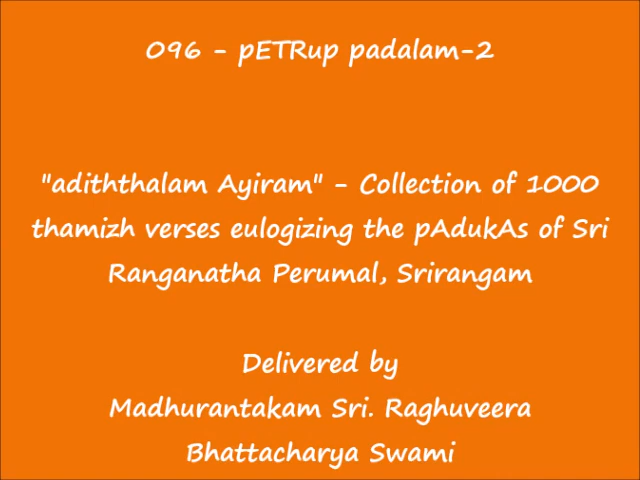 096 - pETRup padalam-2
"adiththalam Ayiram" - Collection of 1000
thamizh verses eulogizing the pAdukAs of Sri
Ranganatha Perumal, Srirangam
Delivered by
Madhurantakam Sri. Raghuveera
Bhattacharya Swami